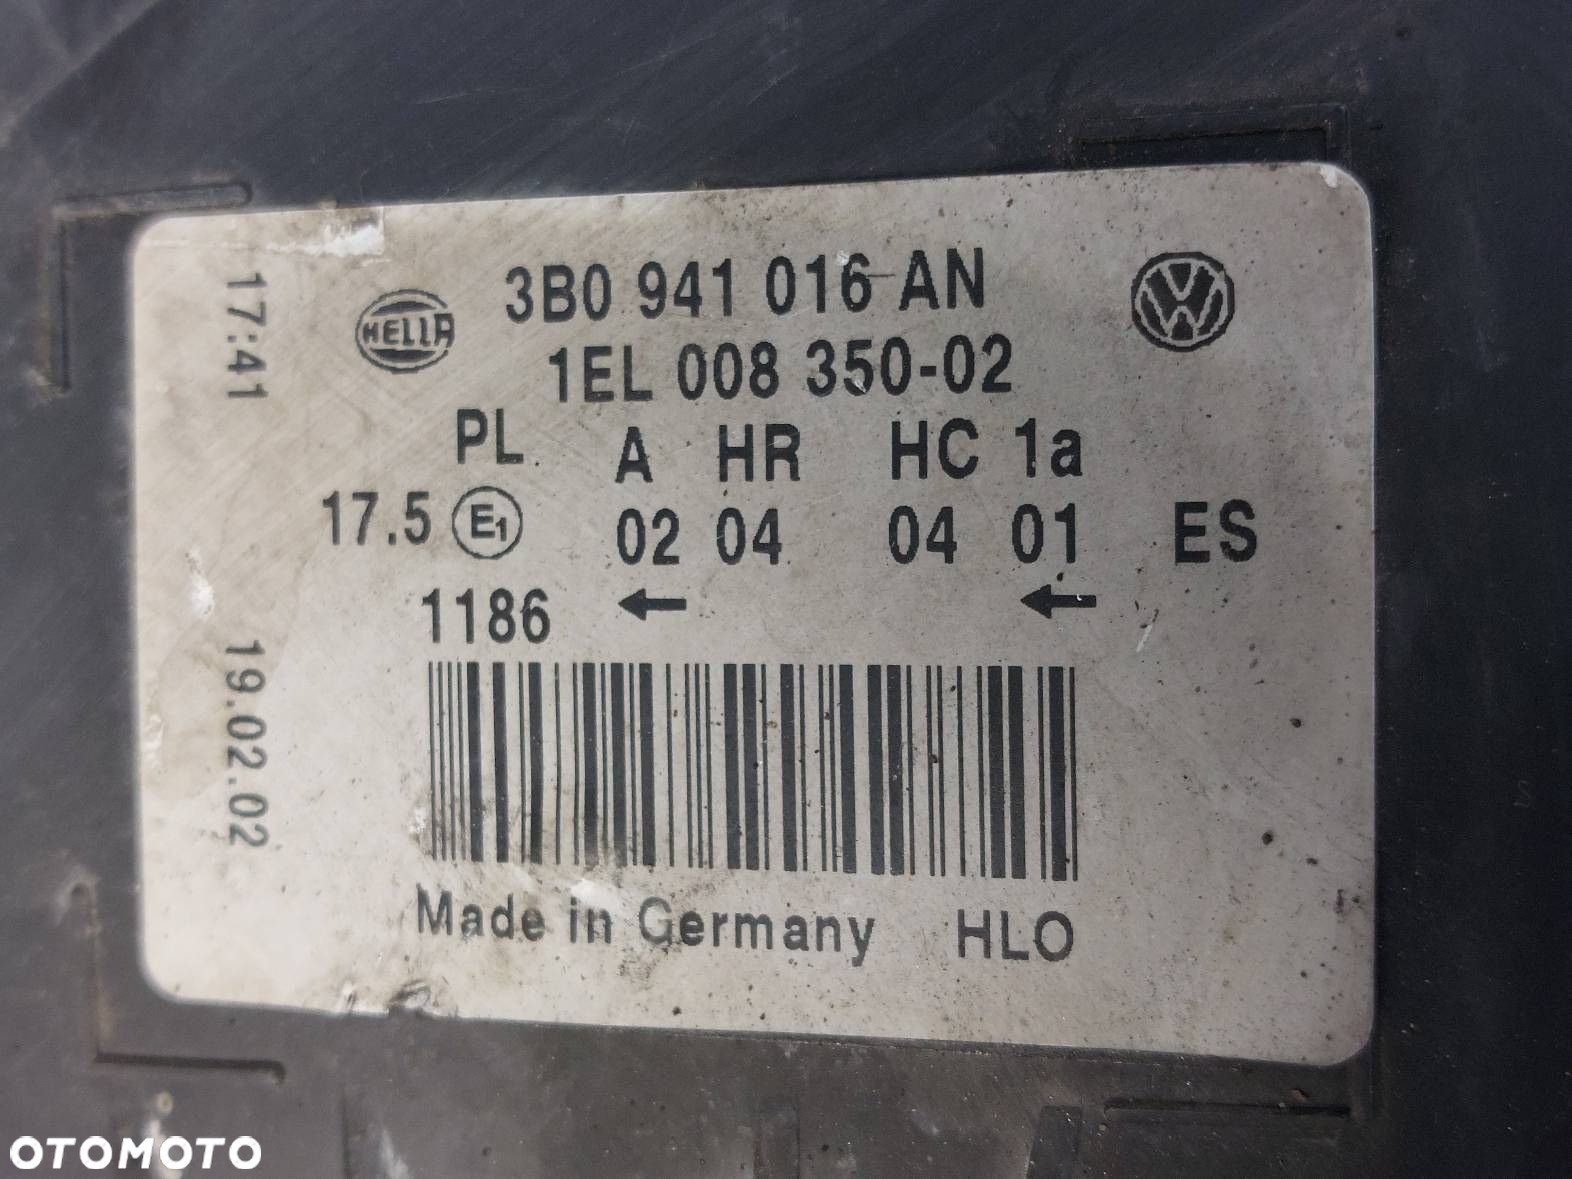 17:41
HELLA
3B0 941 016 AN
VW
1EL 008 350-02
PL A HR HC 1a
17.5 E1 02 04 04 01 ES
1186 ← ←
19.02.02
Made in Germany HLO
OTOMOTO